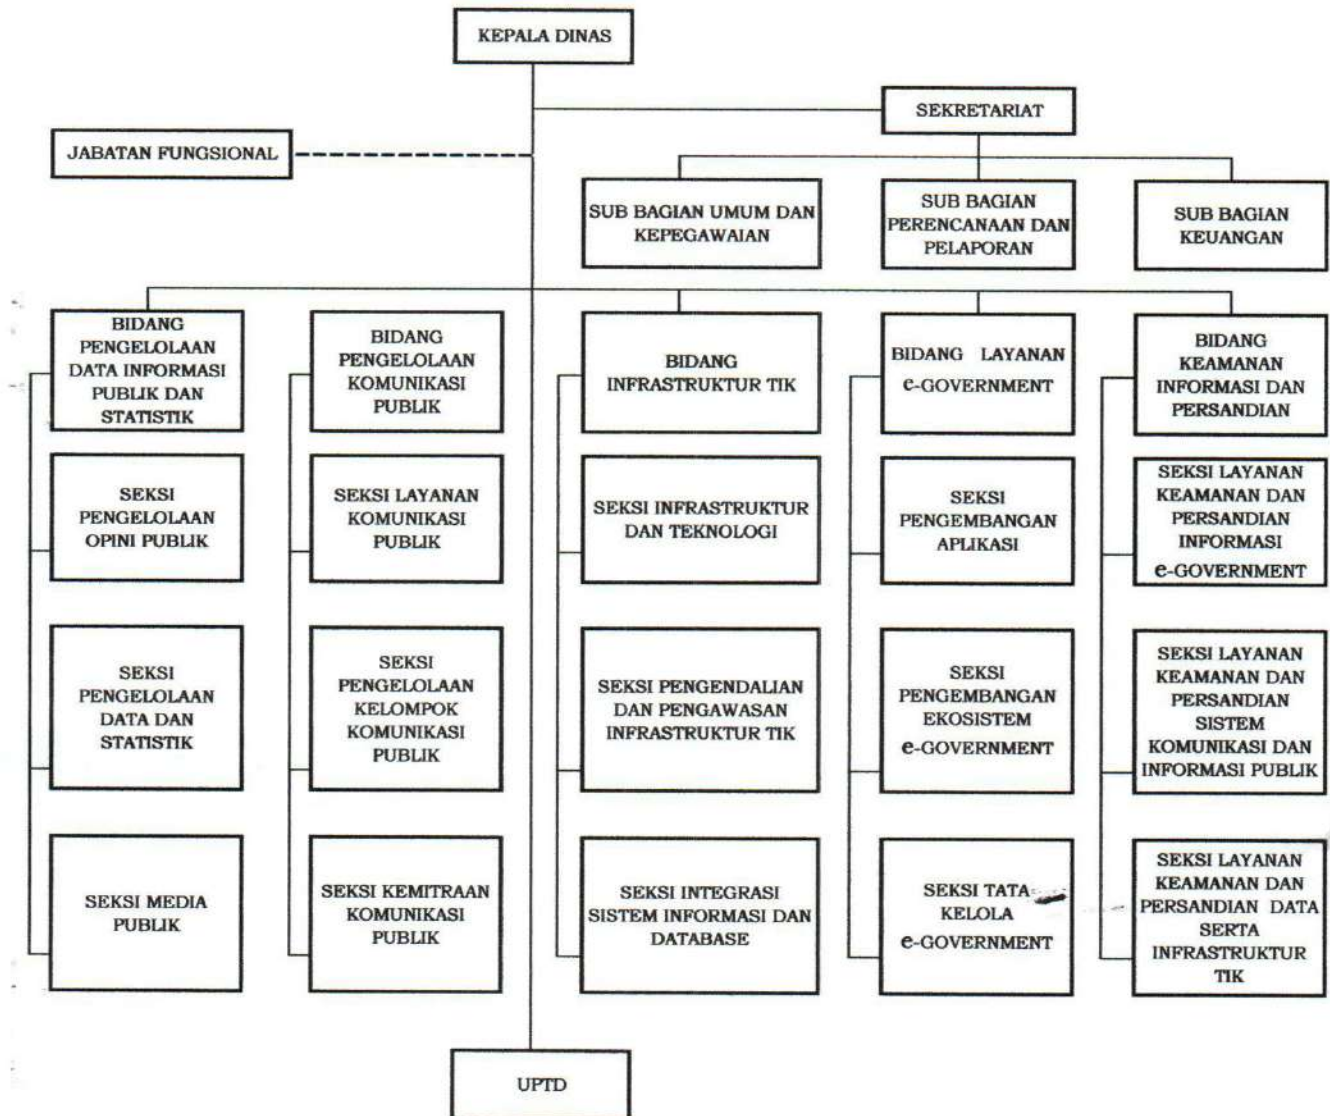 KEPALA DINAS
SEKRETARIAT
JABATAN FUNGSIONAL
SUB BAGIAN UMUM DAN
KEPEGAWAIAN
SUB BAGIAN
PERENCANAAN DAN
PELAPORAN
SUB BAGIAN
KEUANGAN
BIDANG
PENGELOLAAN
DATA INFORMASI
PUBLIK DAN
STATISTIK
BIDANG
PENGELOLAAN
KOMUNIKASI
PUBLIK
BIDANG
INFRASTRUKTUR TIK
BIDANG LAYANAN
e-GOVERNMENT
BIDANG
KEAMANAN
INFORMASI DAN
PERSANDIAN
SEKSI
PENGELOLAAN
OPINI PUBLIK
SEKSI LAYANAN
KOMUNIKASI
PUBLIK
SEKSI INFRASTRUKTUR
DAN TEKNOLOGI
SEKSI
PENGEMBANGAN
APLIKASI
SEKSI LAYANAN
KEAMANAN DAN
PERSANDIAN
INFORMASI
e-GOVERNMENT
SEKSI
PENGELOLAAN
DATA DAN
STATISTIK
SEKSI
PENGELOLAAN
KELOMPOK
KOMUNIKASI
PUBLIK
SEKSI PENGENDALIAN
DAN PENGAWASAN
INFRASTRUKTUR TIK
SEKSI
PENGEMBANGAN
EKOSISTEM
e-GOVERNMENT
SEKSI LAYANAN
KEAMANAN DAN
PERSANDIAN
SISTEM
KOMUNIKASI DAN
INFORMASI PUBLIK
SEKSI MEDIA
PUBLIK
SEKSI KEMITRAAN
KOMUNIKASI
PUBLIK
SEKSI INTEGRASI
SISTEM INFORMASI DAN
DATABASE
SEKSI TATA
KELOLA
e-GOVERNMENT
SEKSI LAYANAN
KEAMANAN DAN
PERSANDIAN DATA
SERTA
INFRASTRUKTUR
TIK
UPTD